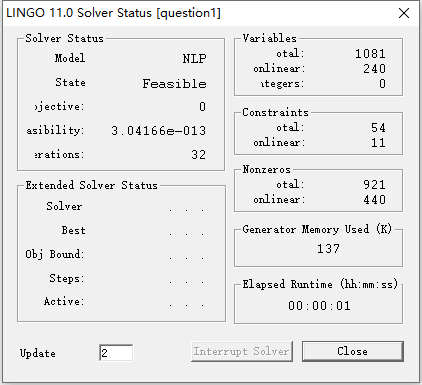 LINGO 11.0 Solver Status [question1]
Solver Status
Model NLP
State Feasible
ojective: 0
asibility: 3.04166e-013
erations: 32
Extended Solver Status
Solver . . .
Best . . .
Obj Bound: . . .
Steps: . . .
Active: . . .
Variables
otal: 1081
onlinear: 240
ntegers: 0
Constraints
otal: 54
onlinear: 11
Nonzeros
otal: 921
onlinear: 440
Generator Memory Used (K)
137
Elapsed Runtime (hh:mm:ss)
00:00:01
Update 2 Interrupt Solver Close